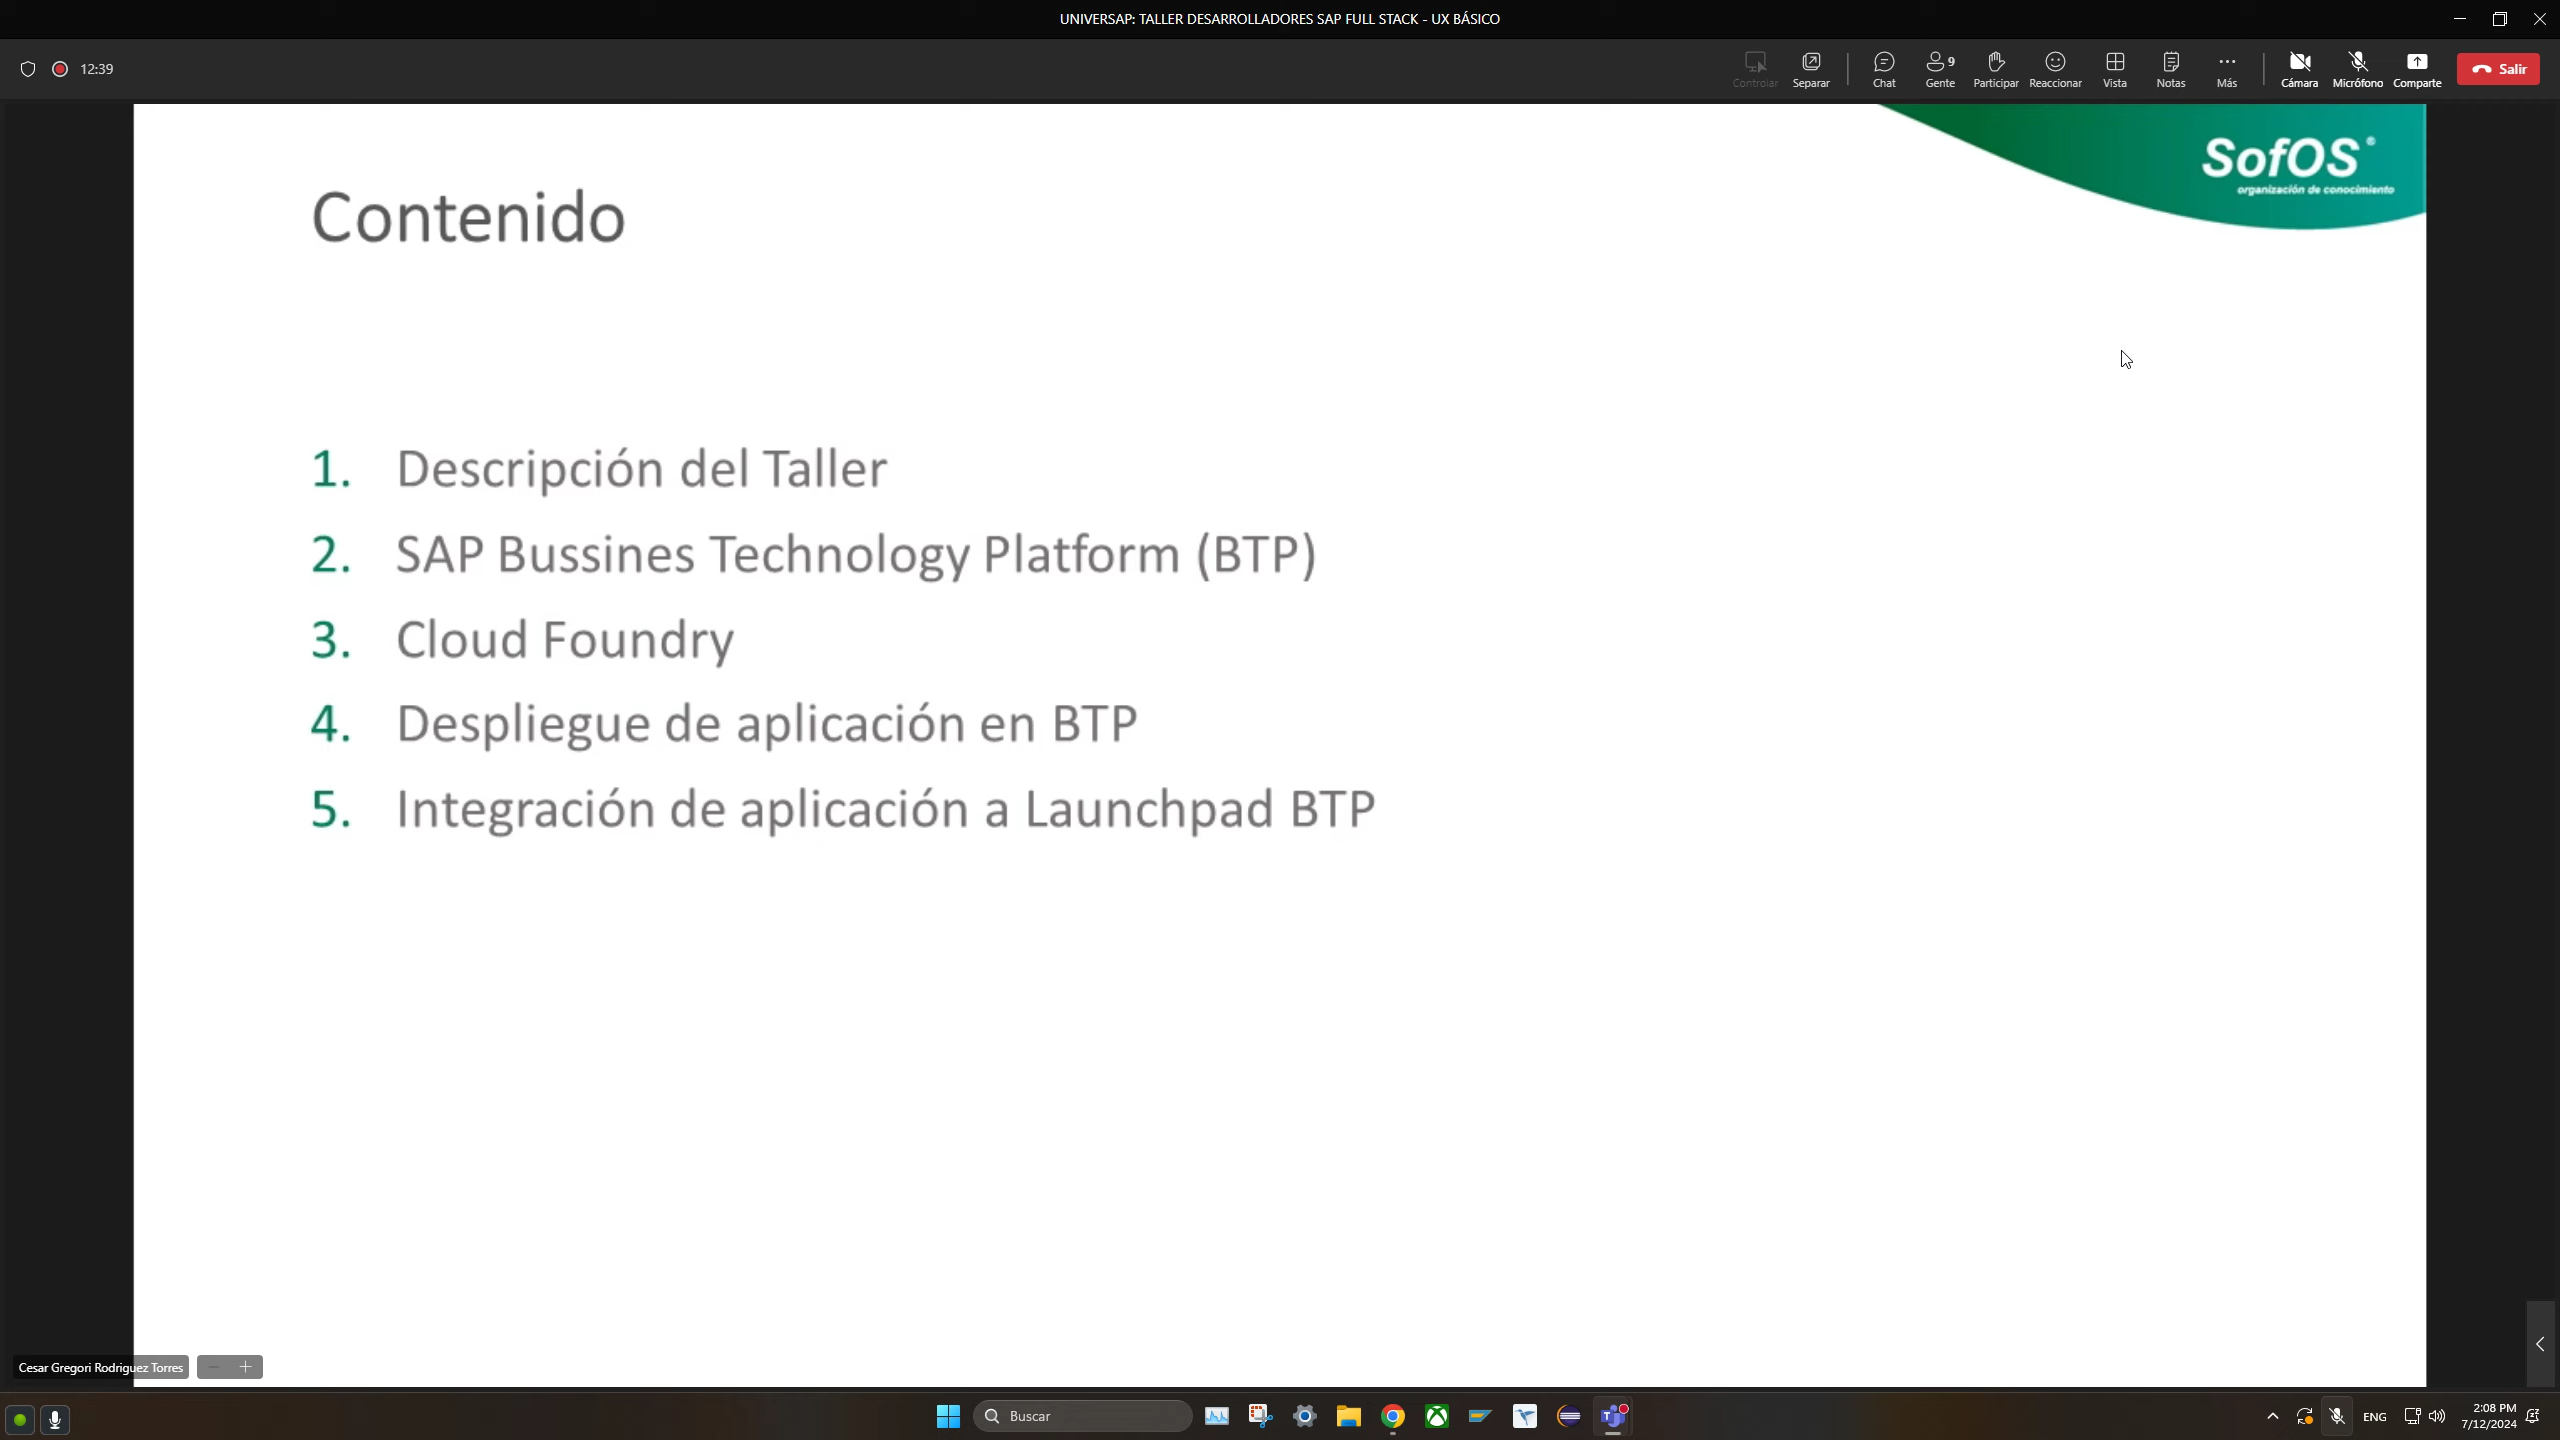 UNIVERSAP: TALLER DESARROLLADORES SAP FULL STACK - UX BÁSICO
12:39
Controlar
Separar
Chat
9
Gente
Participar
Reaccionar
Vista
Notas
Más
Cámara
Micrófono
Comparte
Salir
SofOS®
organización de conocimiento
Contenido
1. Descripción del Taller
2. SAP Bussines Technology Platform (BTP)
3. Cloud Foundry
4. Despliegue de aplicación en BTP
5. Integración de aplicación a Launchpad BTP
Cesar Gregori Rodriguez Torres
Buscar
ENG
2:08 PM
7/12/2024